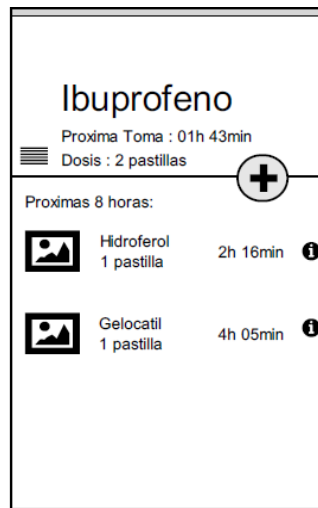 Ibuprofeno
Proxima Toma : 01h 43min
Dosis : 2 pastillas
Proximas 8 horas:
Hidroferol
1 pastilla
2h 16min
Gelocatil
1 pastilla
4h 05min